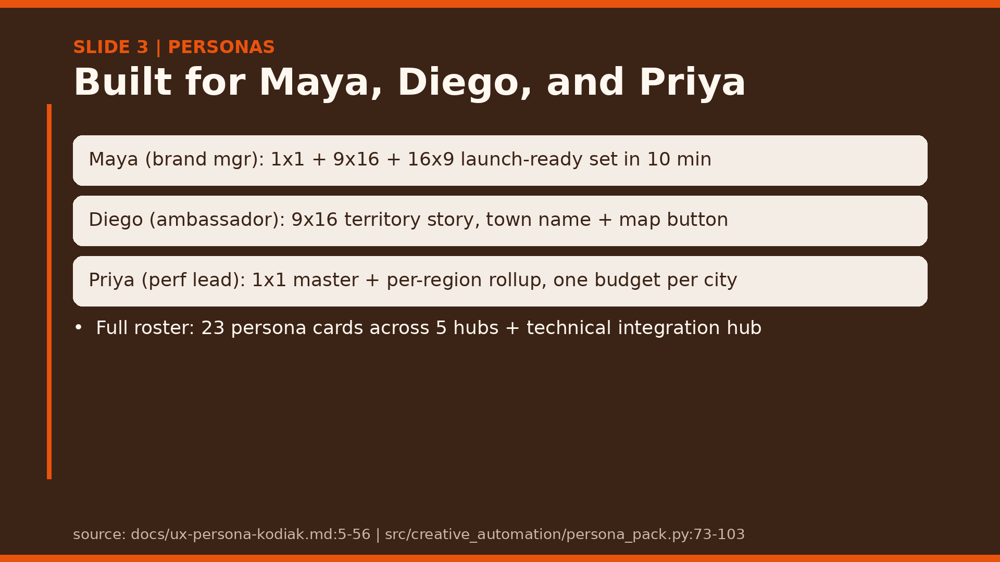 SLIDE 3 | PERSONAS
Built for Maya, Diego, and Priya
Maya (brand mgr): 1x1 + 9x16 + 16x9 launch-ready set in 10 min
Diego (ambassador): 9x16 territory story, town name + map button
Priya (perf lead): 1x1 master + per-region rollup, one budget per city
• Full roster: 23 persona cards across 5 hubs + technical integration hub
source: docs/ux-persona-kodiak.md:5-56 | src/creative_automation/persona_pack.py:73-103